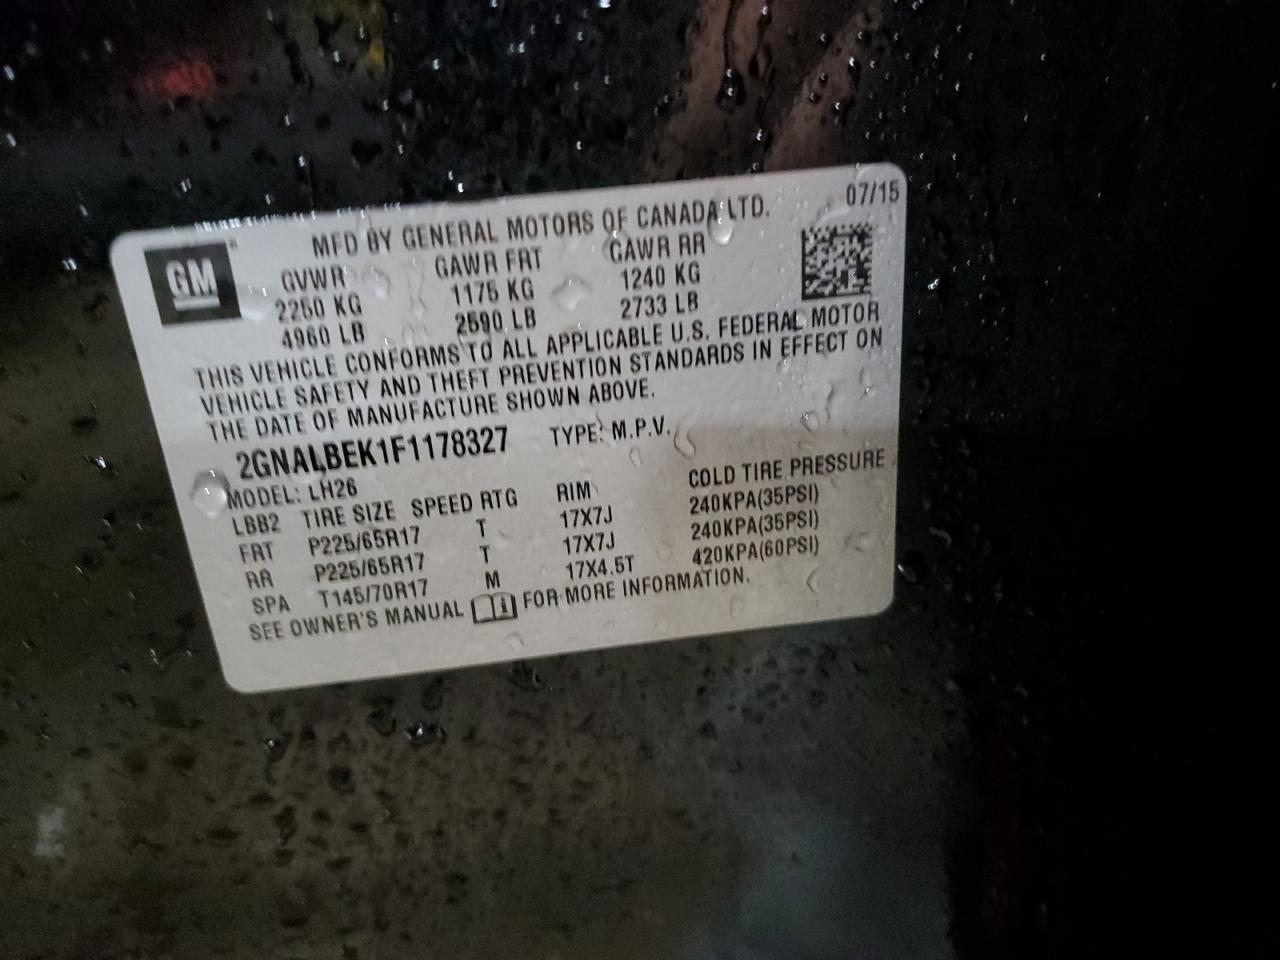 MFD BY GENERAL MOTORS OF CANADA LTD. 07/15
GM
GVWR GAWR FRT GAWR RR
2250 KG 1175 KG 1240 KG
4960 LB 2590 LB 2733 LB
THIS VEHICLE CONFORMS TO ALL APPLICABLE U.S. FEDERAL MOTOR
VEHICLE SAFETY AND THEFT PREVENTION STANDARDS IN EFFECT ON
THE DATE OF MANUFACTURE SHOWN ABOVE.
2GNALBEK1F1178327 TYPE: M.P.V.
MODEL: LH26
LBB2 TIRE SIZE SPEED RTG RIM COLD TIRE PRESSURE
FRT P225/65R17 T 17X7J 240KPA(35PSI)
RR P225/65R17 T 17X7J 240KPA(35PSI)
SPA T145/70R17 M 17X4.5T 420KPA(60PSI)
SEE OWNER'S MANUAL FOR MORE INFORMATION.